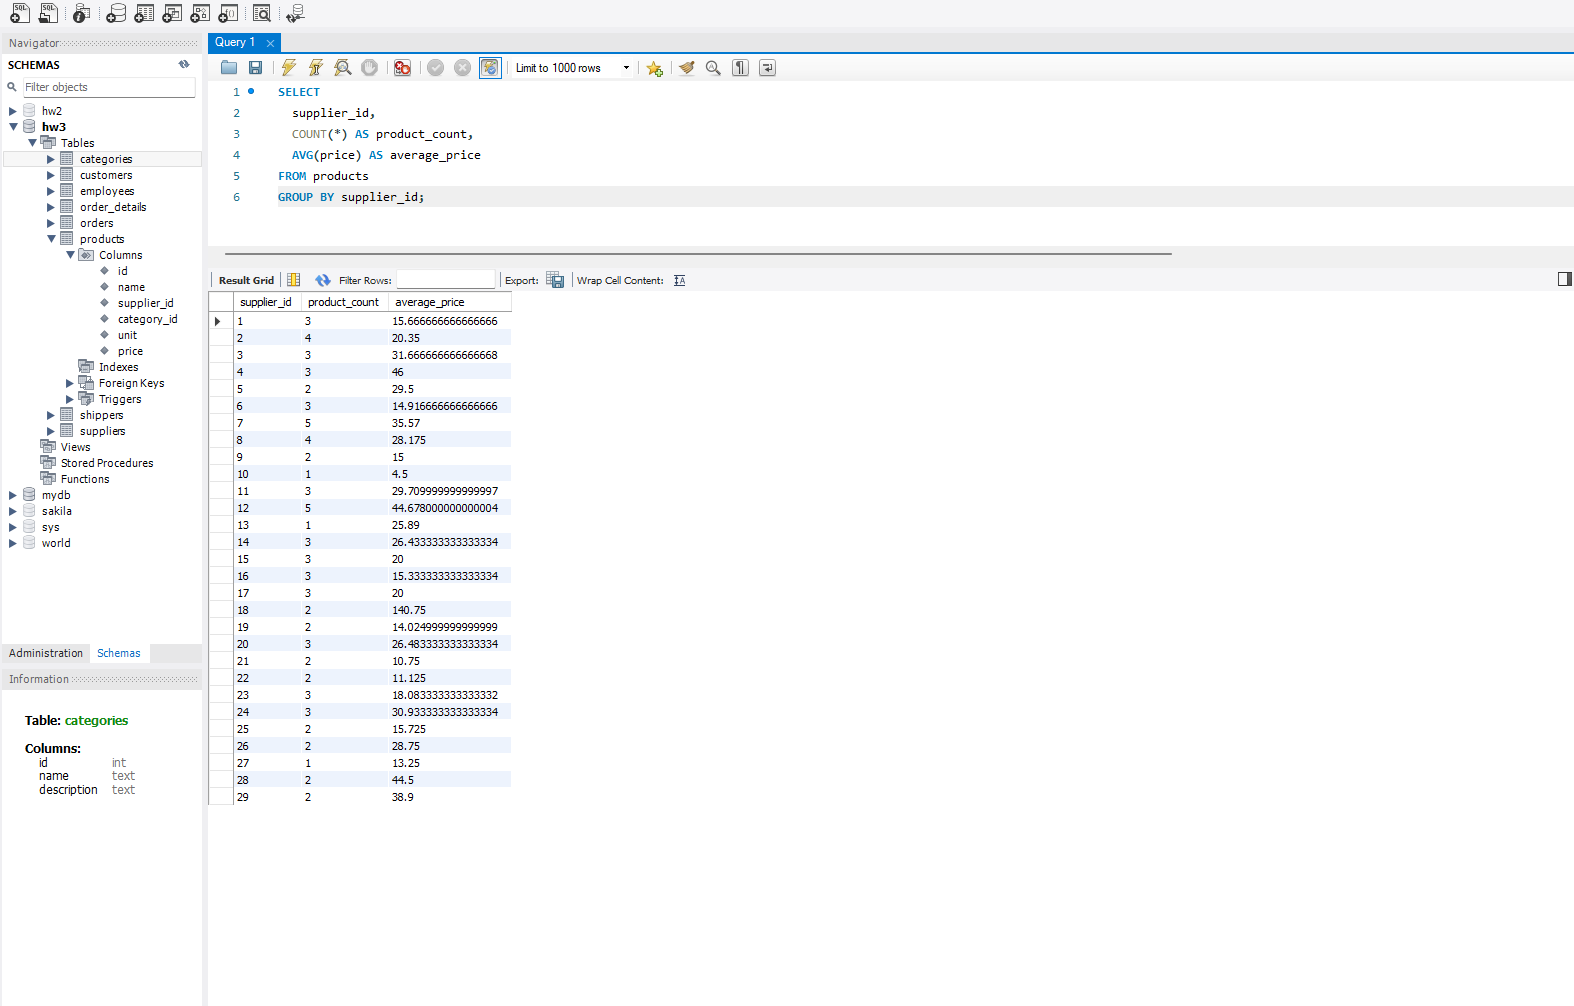 Navigator
SCHEMAS
Filter objects
hw2
hw3
Tables
categories
customers
employees
order_details
orders
products
Columns
id
name
supplier_id
category_id
unit
price
Indexes
Foreign Keys
Triggers
shippers
suppliers
Views
Stored Procedures
Functions
mydb
sakila
sys
world
Administration Schemas
Information
Table: categories
Columns:
id int
name text
description text
Query 1
Limit to 1000 rows
1 SELECT
2 supplier_id,
3 COUNT(*) AS product_count,
4 AVG(price) AS average_price
5 FROM products
6 GROUP BY supplier_id;
Result Grid Filter Rows: Export: Wrap Cell Content:
supplier_id product_count average_price
1 3 15.666666666666666
2 4 20.35
3 3 31.666666666666668
4 3 46
5 2 29.5
6 3 14.916666666666666
7 5 35.57
8 4 28.175
9 2 15
10 1 4.5
11 3 29.709999999999997
12 5 44.678000000000004
13 1 25.89
14 3 26.433333333333334
15 3 20
16 3 15.333333333333334
17 3 20
18 2 140.75
19 2 14.024999999999999
20 3 26.483333333333334
21 2 10.75
22 2 11.125
23 3 18.083333333333332
24 3 30.933333333333334
25 2 15.725
26 2 28.75
27 1 13.25
28 2 44.5
29 2 38.9